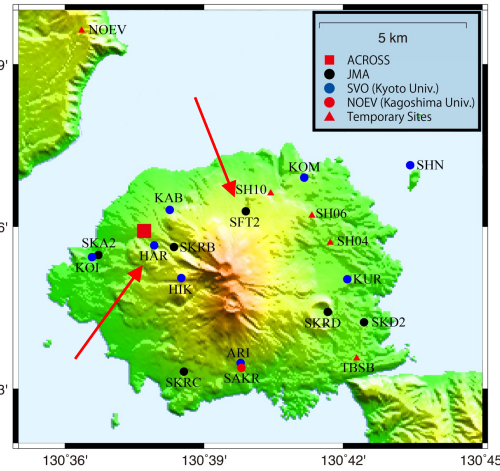 NOEV
5 km
ACROSS
JMA
SVO (Kyoto Univ.)
NOEV (Kagoshima Univ.)
Temporary Sites
9'
KOM
SHN
SH10
KAB
SFT2
SH06
6'
SKA2
SKRB
SH04
HAR
KOI
HIK
KUR
SKRD
SKD2
ARI
TBSB
SKRC
SAKR
3'
130°36'
130°39'
130°42'
130°45